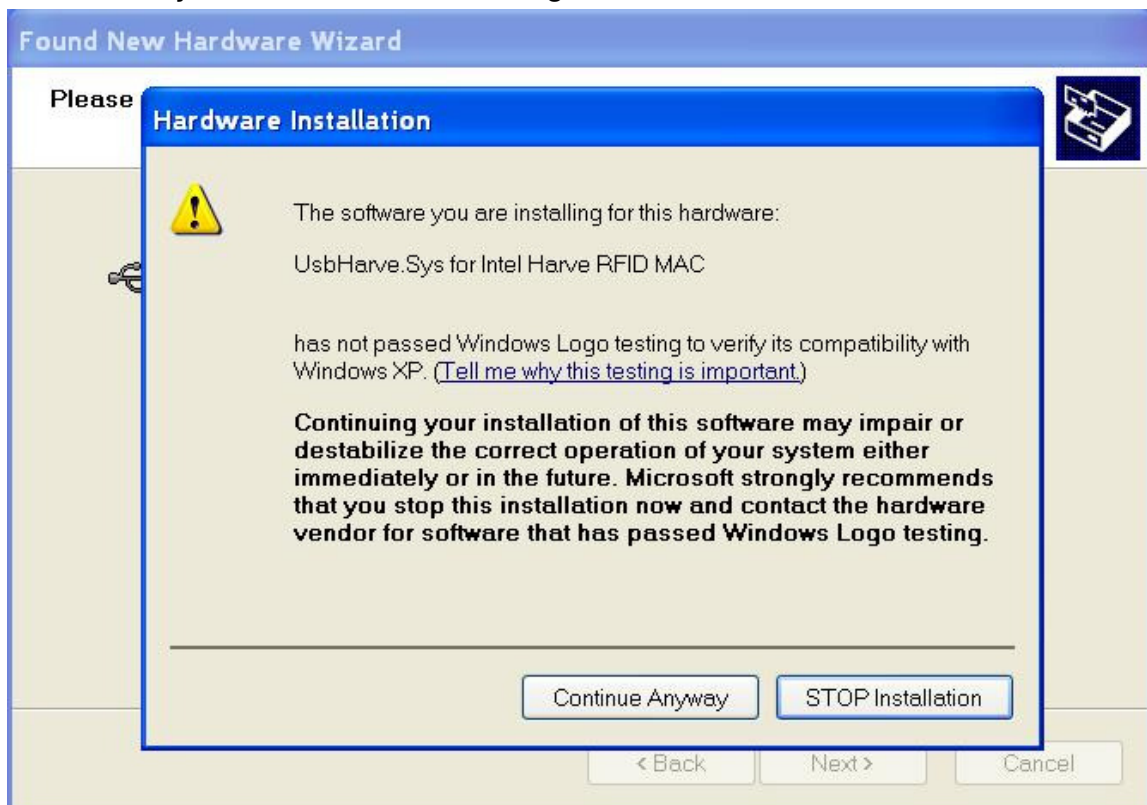 Found New Hardware Wizard
Please
Hardware Installation
The software you are installing for this hardware:
UsbHarve.Sys for Intel Harve RFID MAC
has not passed Windows Logo testing to verify its compatibility with
Windows XP. (Tell me why this testing is important.)
Continuing your installation of this software may impair or
destabilize the correct operation of your system either
immediately or in the future. Microsoft strongly recommends
that you stop this installation now and contact the hardware
vendor for software that has passed Windows Logo testing.
Continue Anyway STOP Installation
< Back Next > Cancel